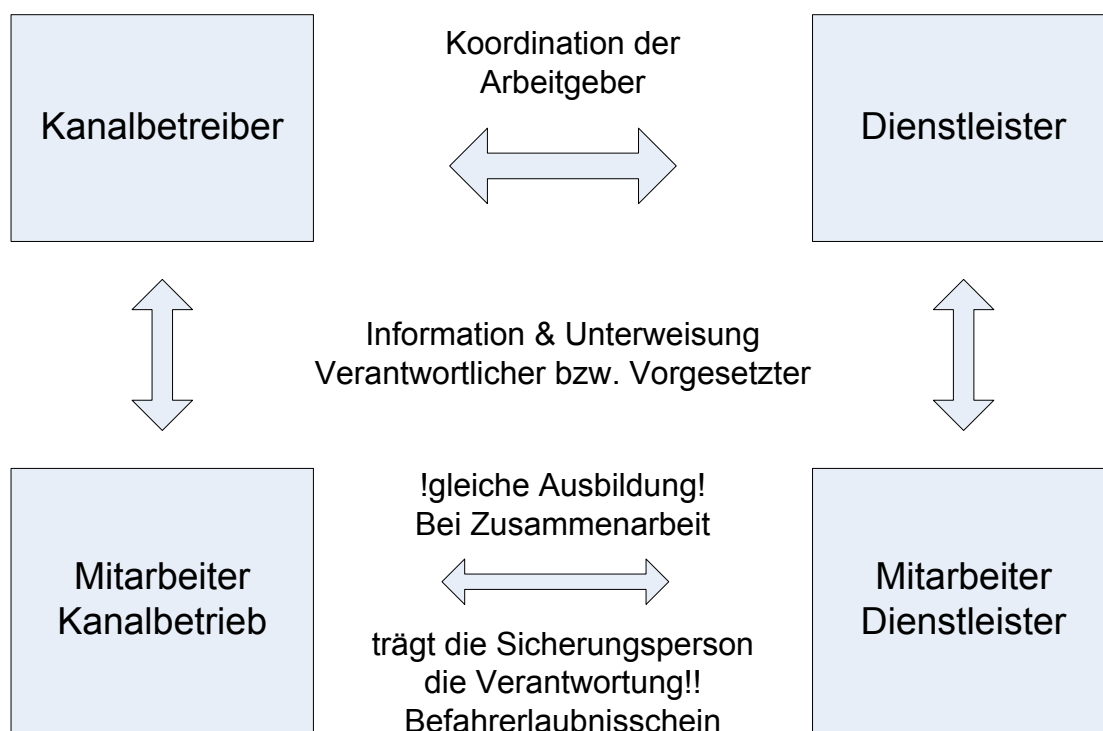 Koordination der
Arbeitgeber
Kanalbetreiber
Dienstleister
Information & Unterweisung
Verantwortlicher bzw. Vorgesetzter
!gleiche Ausbildung!
Bei Zusammenarbeit
Mitarbeiter
Kanalbetrieb
Mitarbeiter
Dienstleister
trägt die Sicherungsperson
die Verantwortung!!
Befahrerlaubnisschein